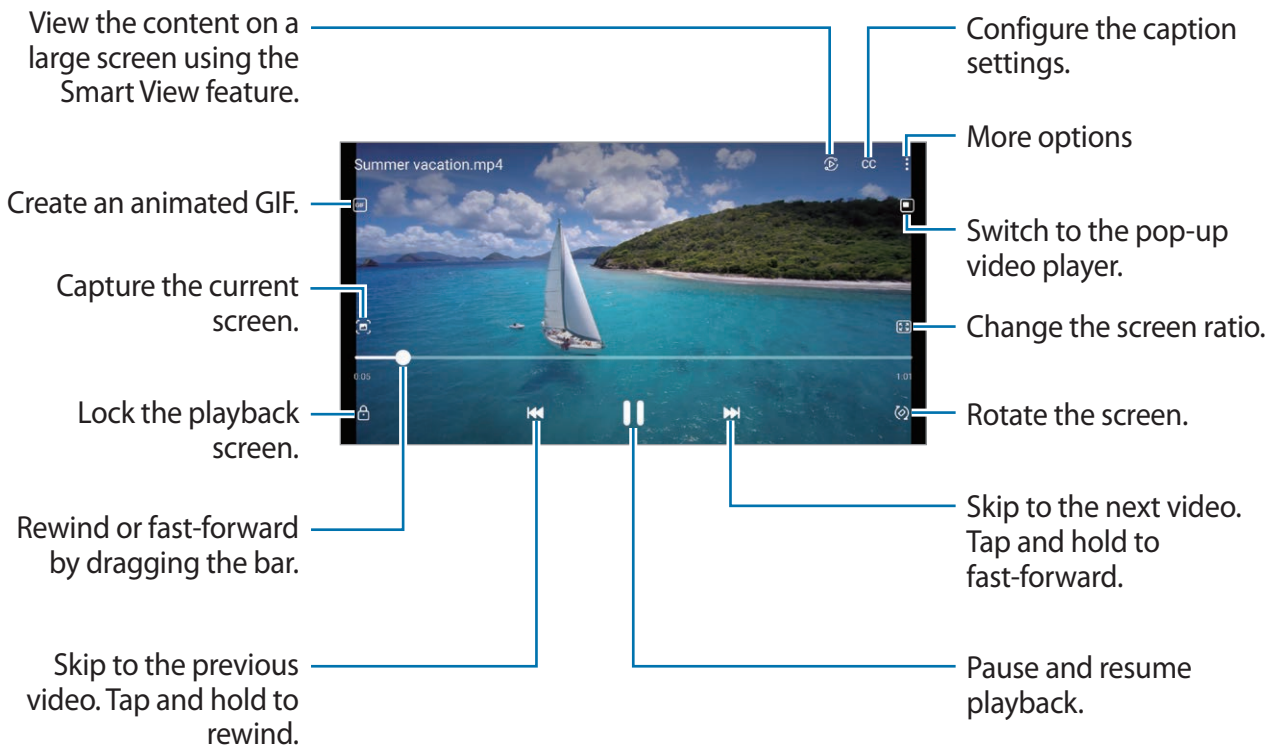 View the content on a
large screen using the
Smart View feature.
Configure the caption
settings.
More options
Summer vacation.mp4
CC
Create an animated GIF.
GIF
Switch to the pop-up
video player.
Capture the current
screen.
Change the screen ratio.
0:05
1:01
Lock the playback
screen.
Rotate the screen.
Rewind or fast-forward
by dragging the bar.
Skip to the next video.
Tap and hold to
fast-forward.
Skip to the previous
video. Tap and hold to
rewind.
Pause and resume
playback.